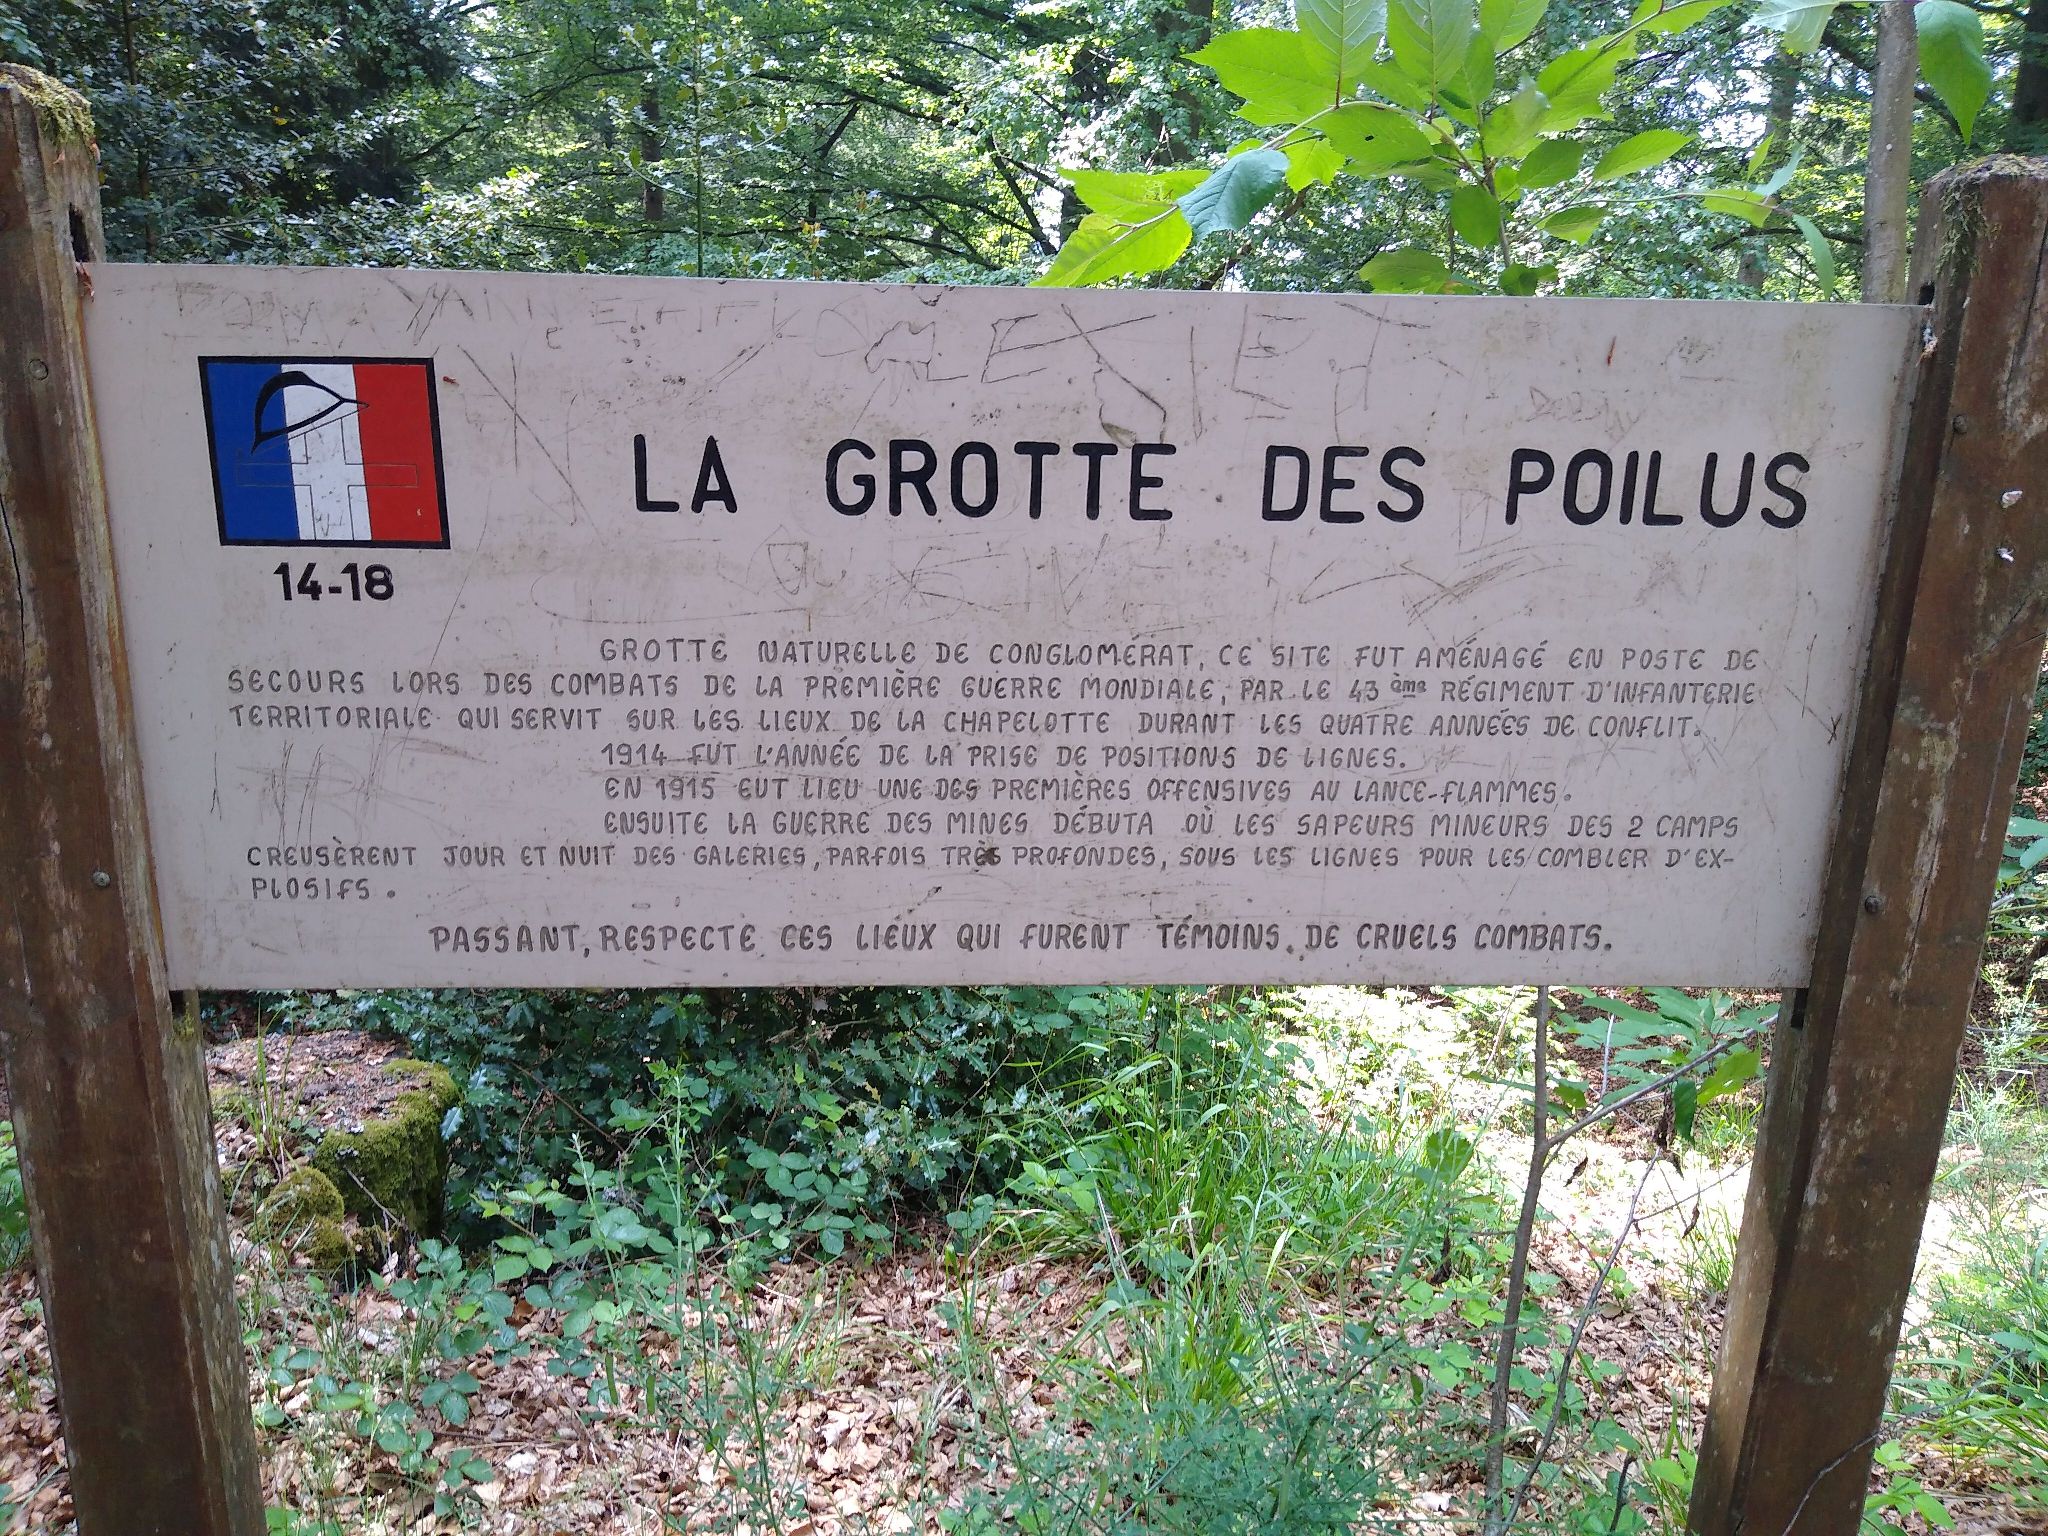 LA GROTTE DES POILUS
14-18
GROTTE NATURELLE DE CONGLOMÉRAT, CE SITE FUT AMÉNAGÉ EN POSTE DE
SECOURS LORS DES COMBATS DE LA PREMIÈRE GUERRE MONDIALE, PAR LE 43 ème RÉGIMENT D'INFANTERIE
TERRITORIALE QUI SERVIT SUR LES LIEUX DE LA CHAPELOTTE DURANT LES QUATRE ANNÉES DE CONFLIT.
1914 FUT L'ANNÉE DE LA PRISE DE POSITIONS DE LIGNES.
EN 1915 EUT LIEU UNE DES PREMIÈRES OFFENSIVES AU LANCE-FLAMMES.
ENSUITE LA GUERRE DES MINES DÉBUTA OÙ LES SAPEURS MINEURS DES 2 CAMPS
CREUSÈRENT JOUR ET NUIT DES GALERIES, PARFOIS TRÈS PROFONDES, SOUS LES LIGNES POUR LES COMBLER D'EX-
PLOSIFS.
PASSANT, RESPECTE CES LIEUX QUI FURENT TÉMOINS DE CRUELS COMBATS.